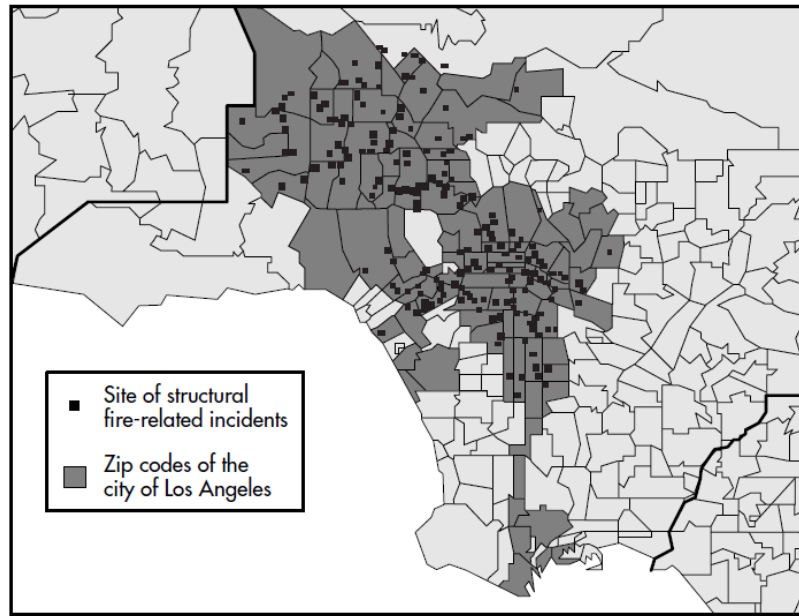 Site of structural
fire-related incidents
Zip codes of the
city of Los Angeles